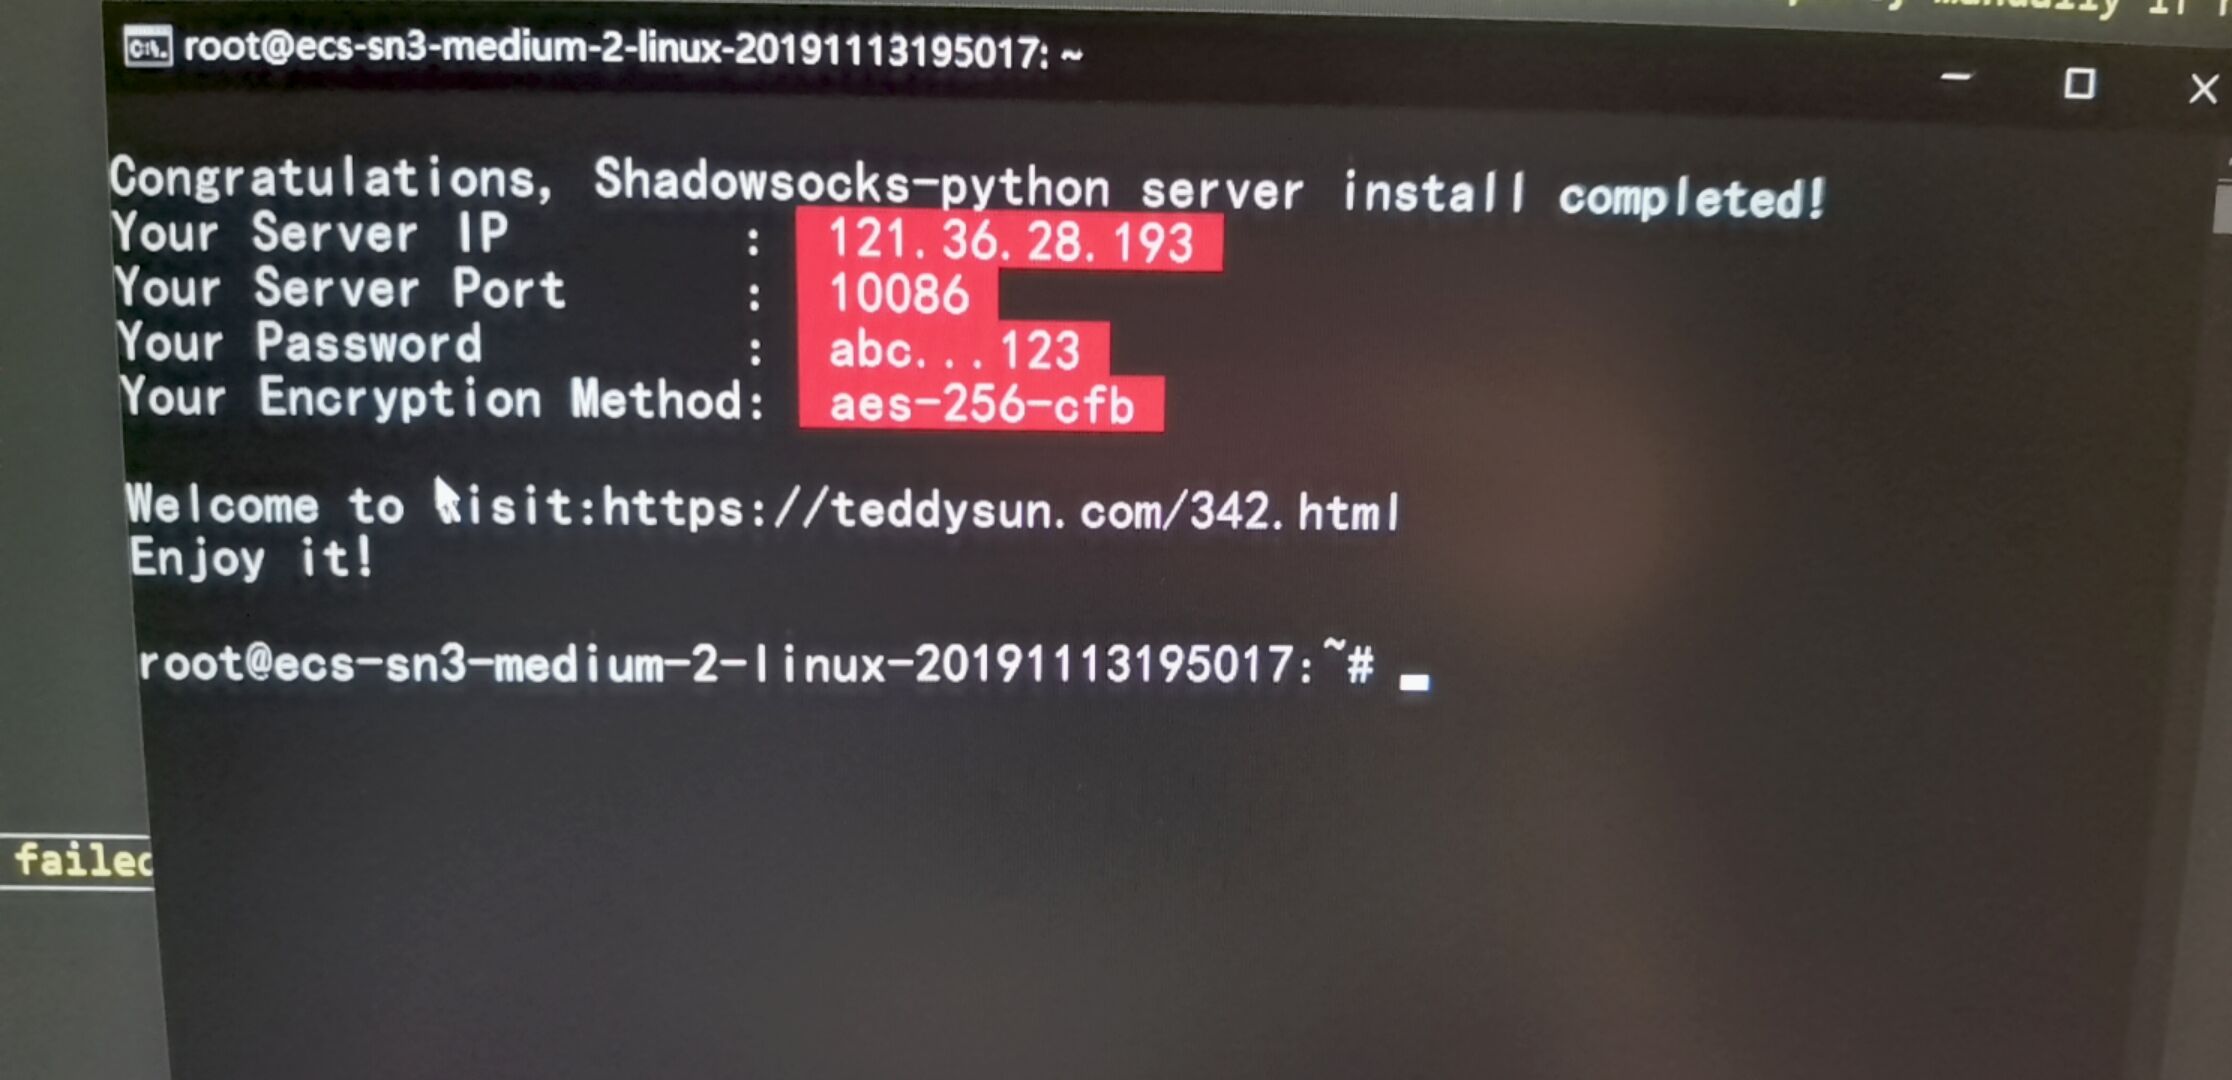 root@ecs-sn3-medium-2-linux-20191113195017: ~
Congratulations, Shadowsocks-python server install completed!
Your Server IP : 121.36.28.193
Your Server Port : 10086
Your Password : abc...123
Your Encryption Method: aes-256-cfb
Welcome to visit:https://teddysun.com/342.html
Enjoy it!
root@ecs-sn3-medium-2-linux-20191113195017:~#
failed